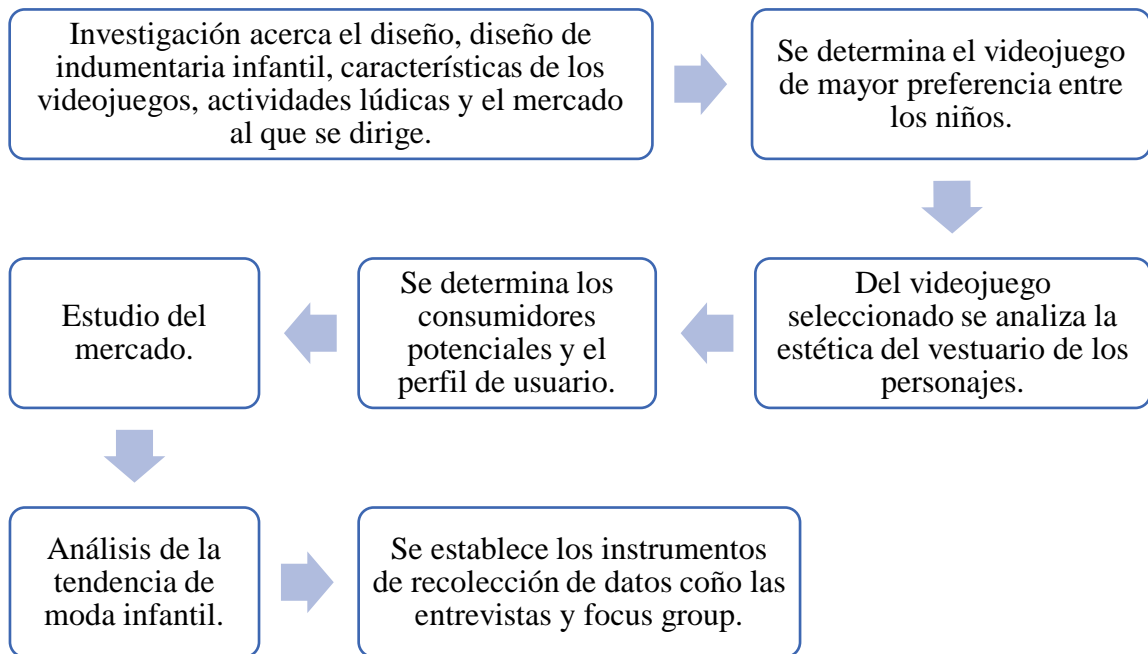 Investigación acerca el diseño, diseño de
indumentaria infantil, características de los
videojuegos, actividades lúdicas y el mercado
al que se dirige.
Se determina el videojuego
de mayor preferencia entre
los niños.
Del videojuego
seleccionado se analiza la
estética del vestuario de los
personajes.
Se determina los
consumidores
potenciales y el
perfil de usuario.
Estudio del
mercado.
Análisis de la
tendencia de
moda infantil.
Se establece los instrumentos
de recolección de datos coño las
entrevistas y focus group.